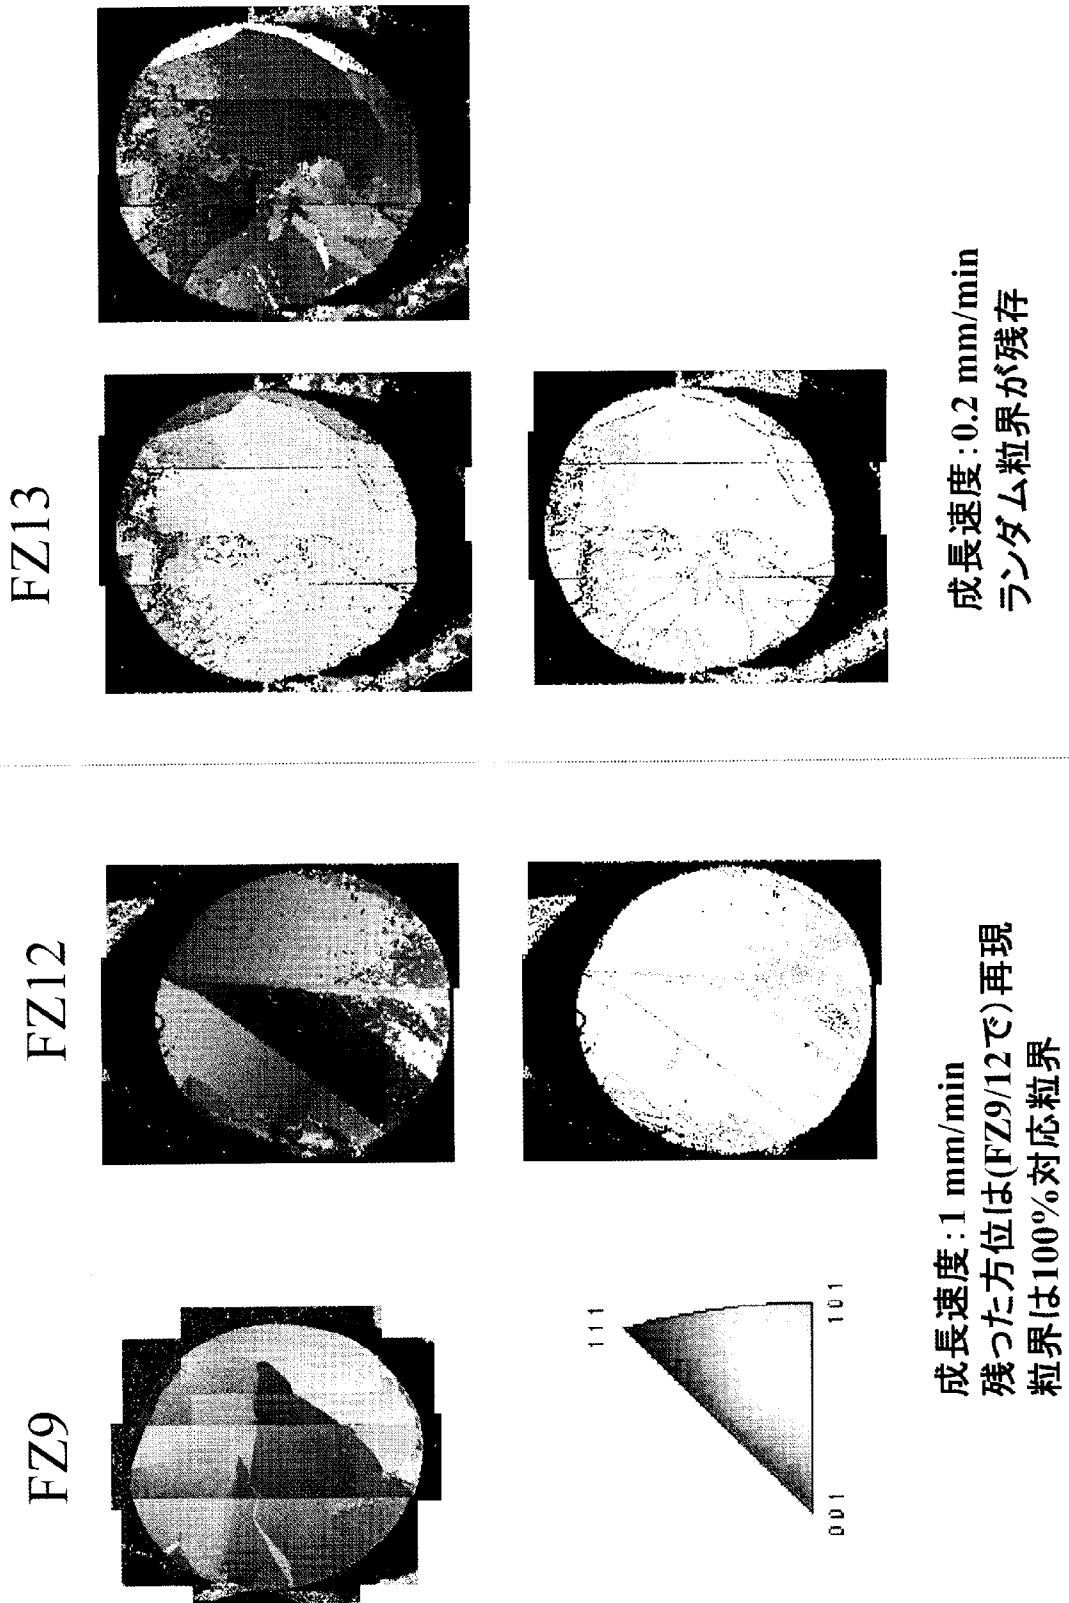 FZ9
FZ12
FZ13
111
001
101
成長速度:1 mm/min
残った方位は(FZ9/12で)再現
粒界は100%対応粒界
成長速度:0.2 mm/min
ランダム粒界が残存